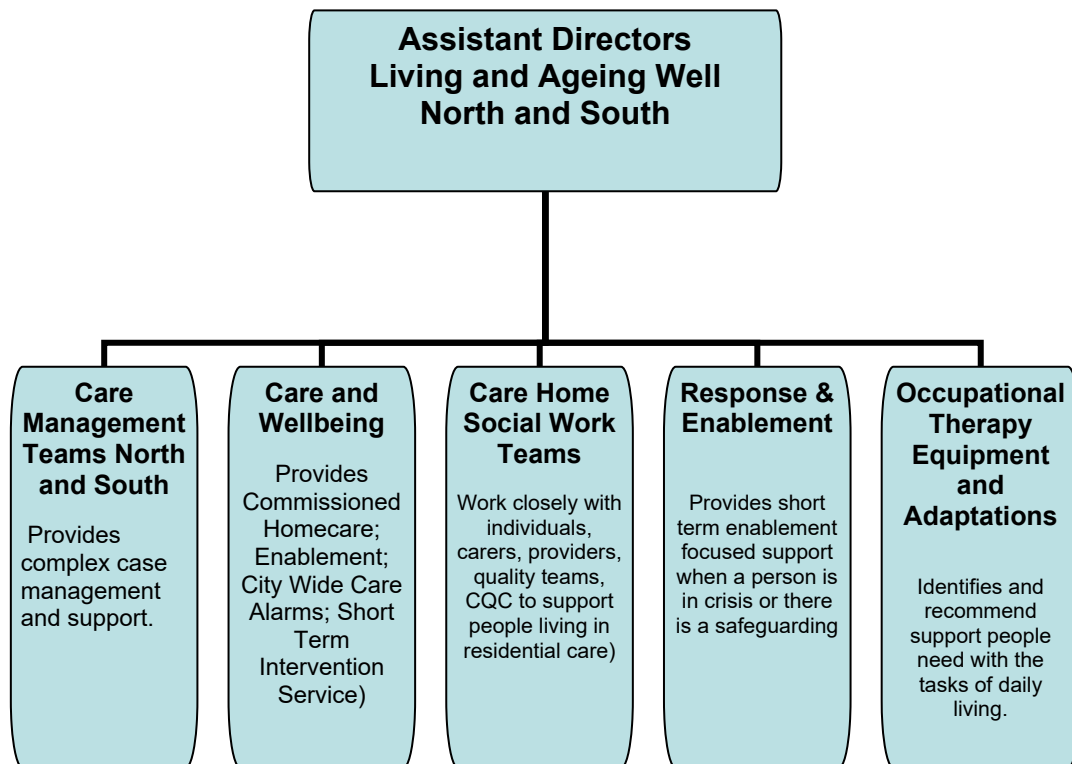 Assistant Directors
Living and Ageing Well
North and South
Care
Management
Teams North
and South
Provides
complex case
management
and support.
Care and
Wellbeing
Provides
Commissioned
Homecare;
Enablement;
City Wide Care
Alarms; Short
Term
Intervention
Service)
Care Home
Social Work
Teams
Work closely with
individuals,
carers, providers,
quality teams,
CQC to support
people living in
residential care)
Response &
Enablement
Provides short
term enablement
focused support
when a person is
in crisis or there
is a safeguarding
Occupational
Therapy
Equipment
and
Adaptations
Identifies and
recommend
support people
need with the
tasks of daily
living.